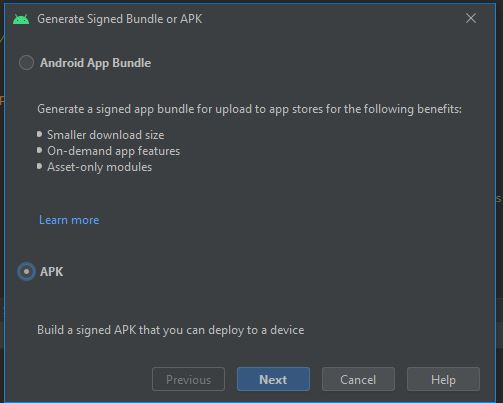 Generate Signed Bundle or APK
Android App Bundle
Generate a signed app bundle for upload to app stores for the following benefits:
Smaller download size
On-demand app features
Asset-only modules
Learn more
APK
Build a signed APK that you can deploy to a device
Previous Next Cancel Help